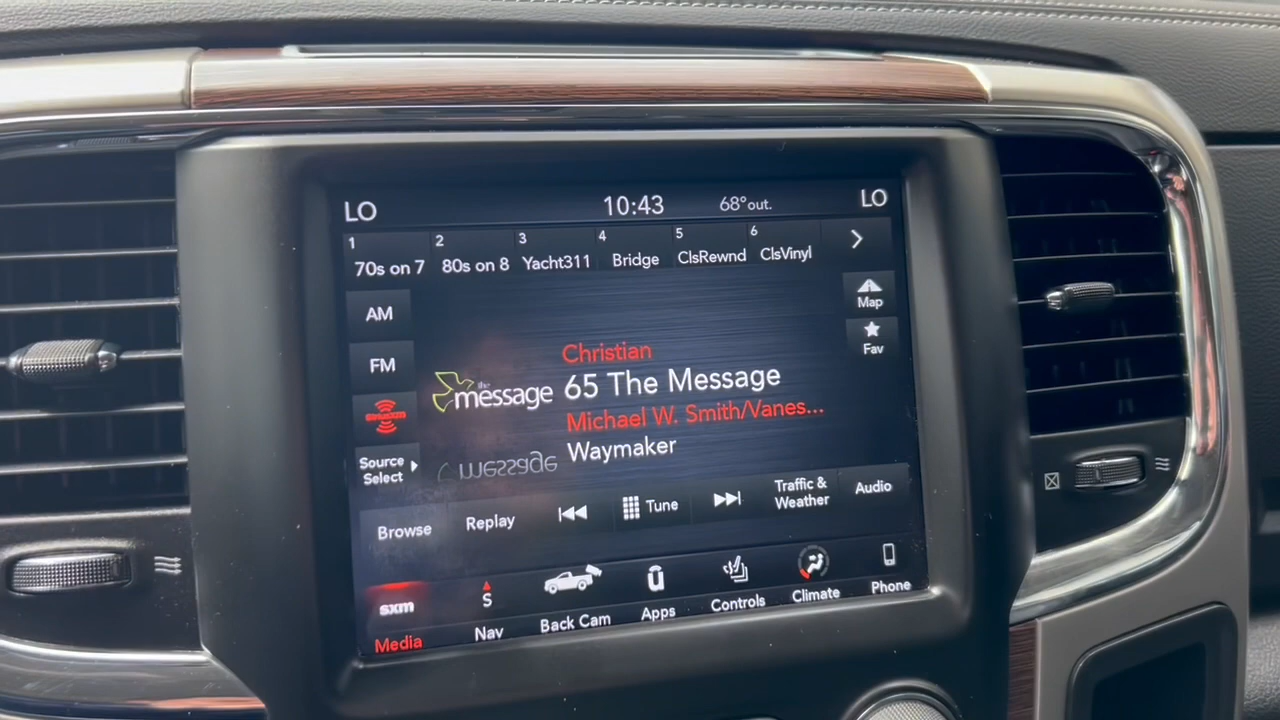 LO 10:43 68°out. LO
1 2 3 4 5 6
70s on 7 80s on 8 Yacht311 Bridge ClsRewnd ClsVinyl
AM
Map
FM
Fav
Christian
the
message
65 The Message
Michael W. Smith/Vanes...
Waymaker
siriusxm
Source
Select
message
Browse
Replay
Tune
Traffic &
Weather
Audio
sxm
Media
S
Nav
Back Cam
Apps
Controls
Climate
Phone